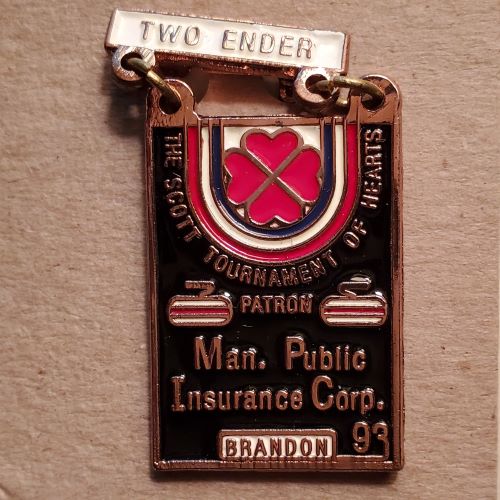 TWO ENDER
THE SCOTT TOURNAMENT OF HEARTS
PATRON
Man. Public
Insurance Corp.
BRANDON 93